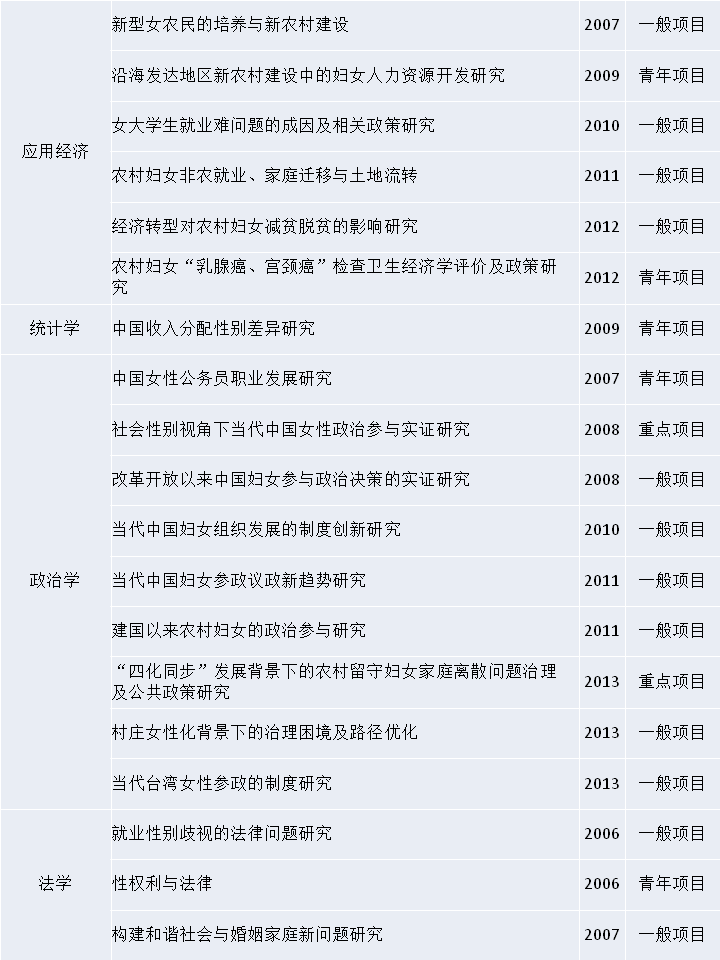 新型女农民的培养与新农村建设 2007 一般项目
沿海发达地区新农村建设中的妇女人力资源开发研究 2009 青年项目
女大学生就业难问题的成因及相关政策研究 2010 一般项目
应用经济
农村妇女非农就业、家庭迁移与土地流转 2011 一般项目
经济转型对农村妇女减贫脱贫的影响研究 2012 一般项目
农村妇女“乳腺癌、宫颈癌”检查卫生经济学评价及政策研
究 2012 青年项目
统计学 中国收入分配性别差异研究 2009 青年项目
中国女性公务员职业发展研究 2007 青年项目
社会性别视角下当代中国女性政治参与实证研究 2008 重点项目
改革开放以来中国妇女参与政治决策的实证研究 2008 一般项目
当代中国妇女组织发展的制度创新研究 2010 一般项目
政治学 当代中国妇女参政议政新趋势研究 2011 一般项目
建国以来农村妇女的政治参与研究 2011 一般项目
“四化同步”发展背景下的农村留守妇女家庭离散问题治理
及公共政策研究 2013 重点项目
村庄女性化背景下的治理困境及路径优化 2013 一般项目
当代台湾女性参政的制度研究 2013 一般项目
就业性别歧视的法律问题研究 2006 一般项目
法学 性权利与法律 2006 青年项目
构建和谐社会与婚姻家庭新问题研究 2007 一般项目